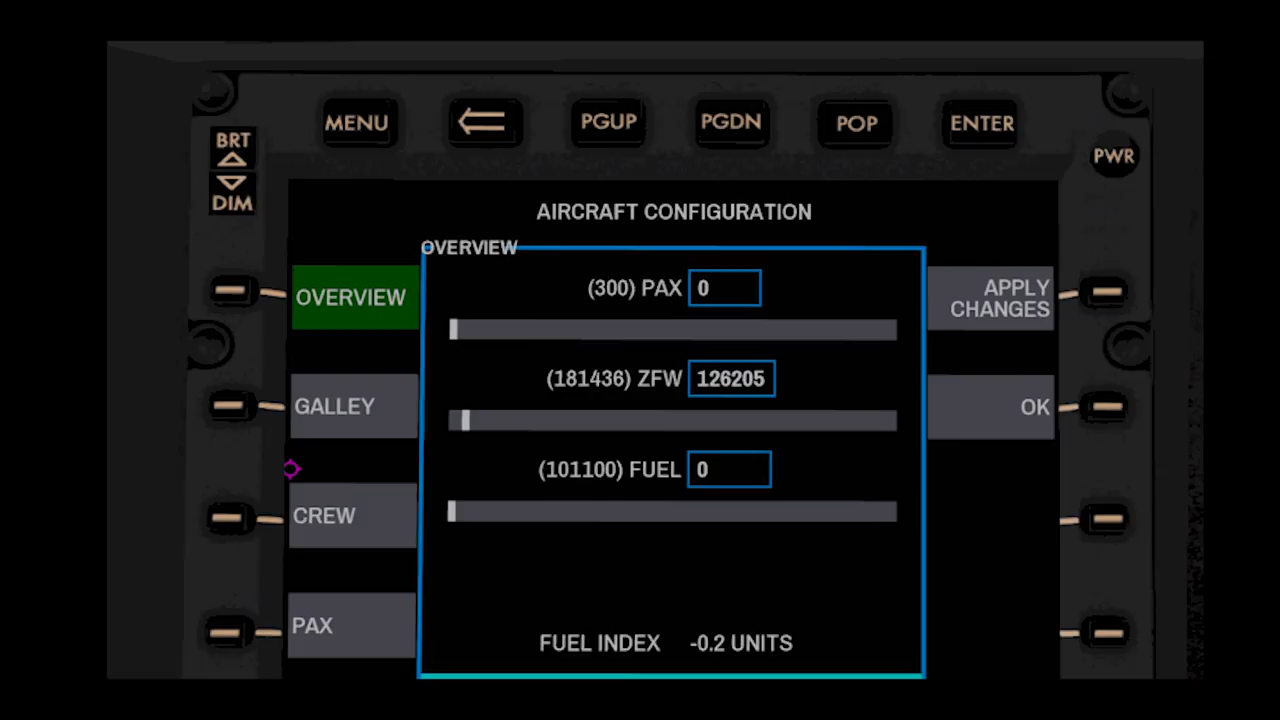 MENU
PGUP
PGDN
POP
ENTER
BRT
DIM
PWR
AIRCRAFT CONFIGURATION
OVERVIEW
OVERVIEW
(300) PAX 0
APPLY
CHANGES
(181436) ZFW 126205
GALLEY
OK
(101100) FUEL 0
CREW
PAX
FUEL INDEX -0.2 UNITS